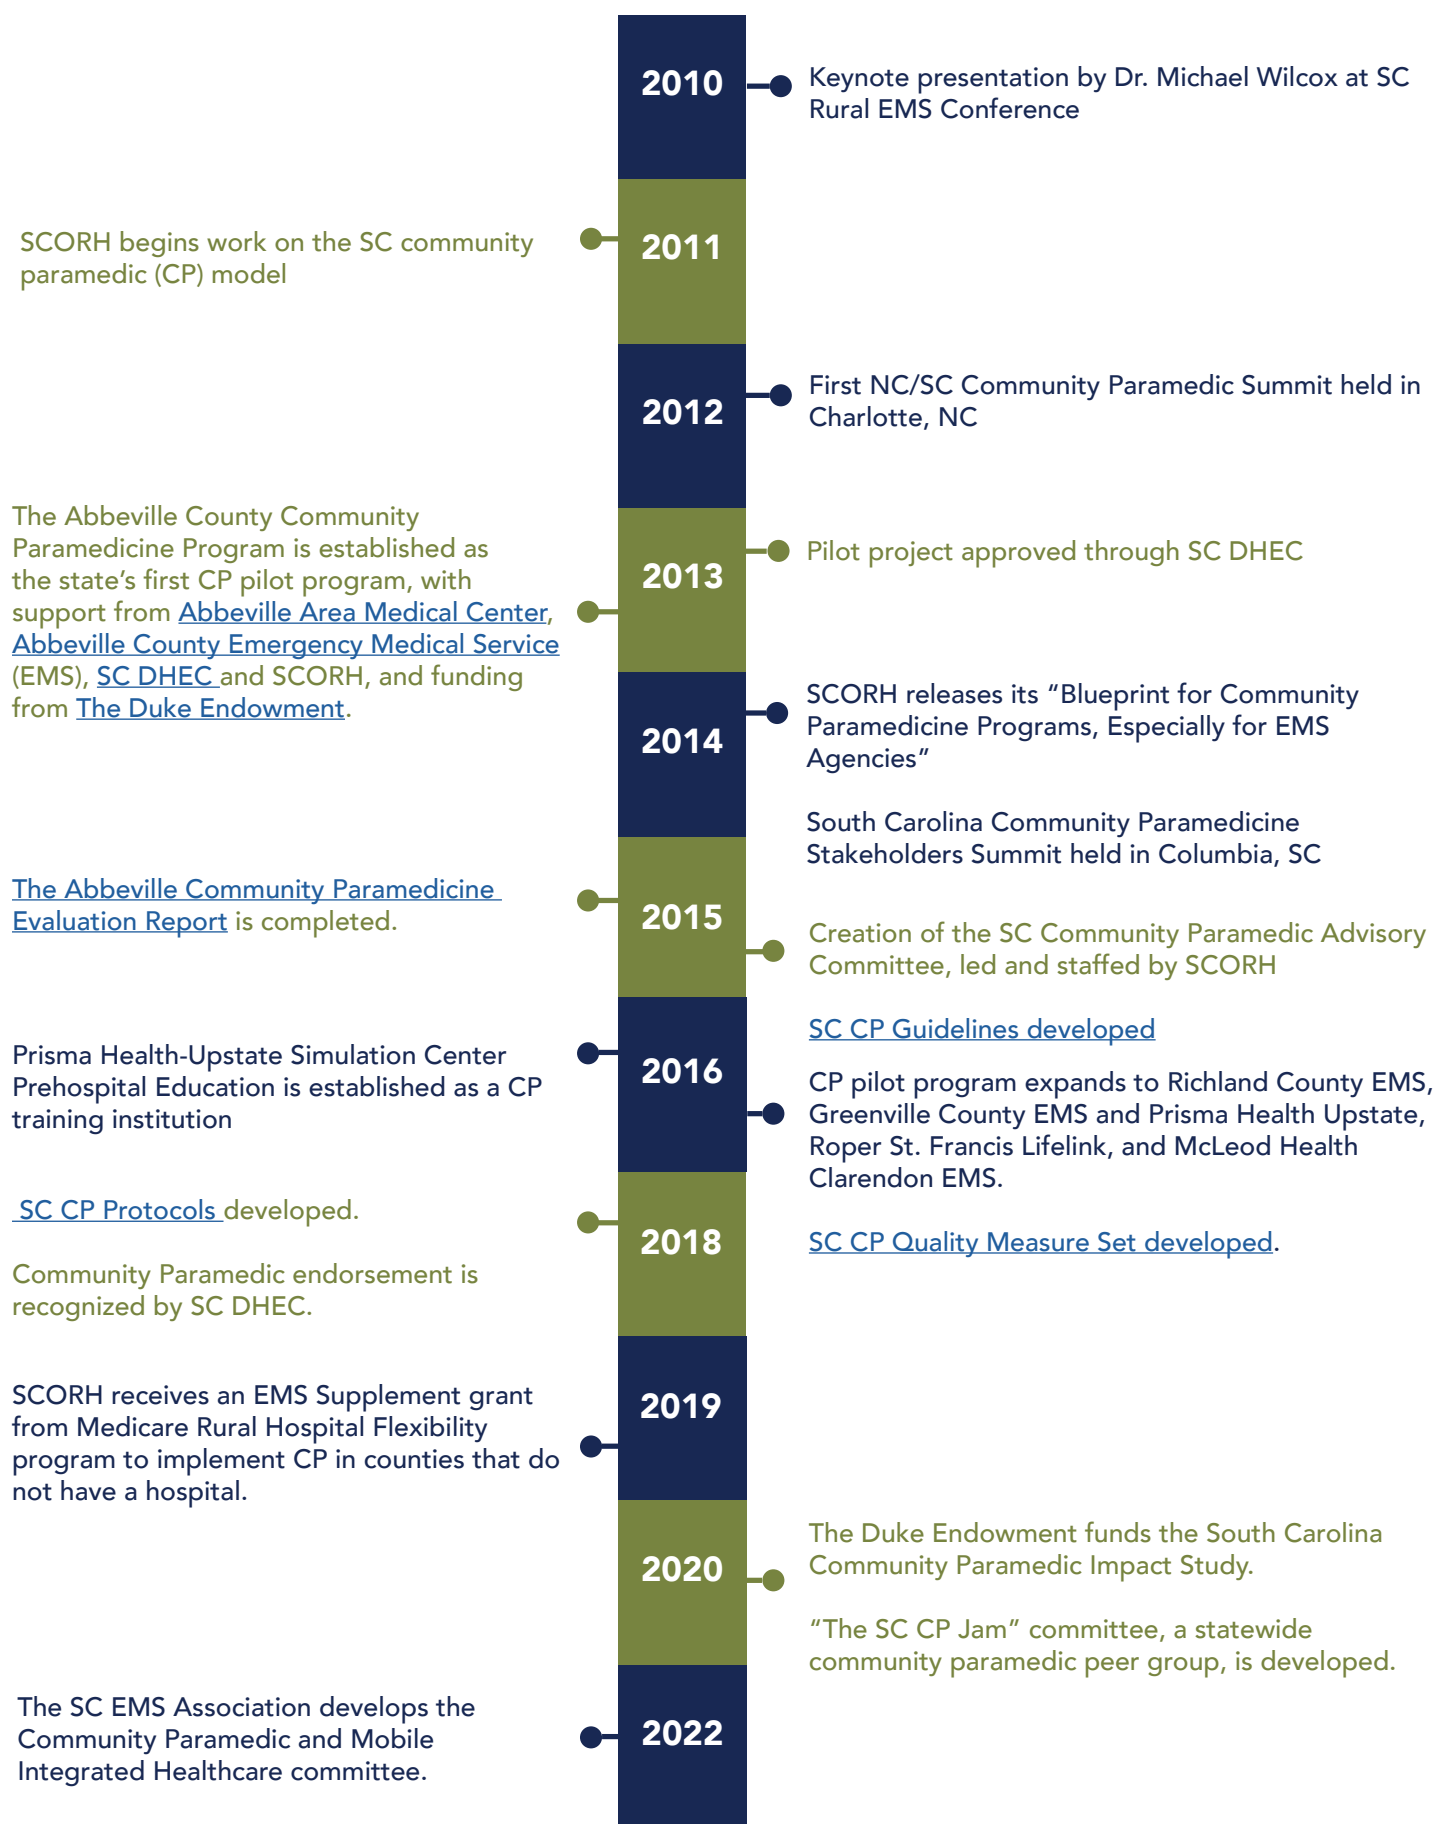 2010
Keynote presentation by Dr. Michael Wilcox at SC
Rural EMS Conference
2011
SCORH begins work on the SC community
paramedic (CP) model
2012
First NC/SC Community Paramedic Summit held in
Charlotte, NC
2013
The Abbeville County Community
Paramedicine Program is established as
the state’s first CP pilot program, with
support from Abbeville Area Medical Center,
Abbeville County Emergency Medical Service
(EMS), SC DHEC and SCORH, and funding
from The Duke Endowment.
Pilot project approved through SC DHEC
2014
SCORH releases its “Blueprint for Community
Paramedicine Programs, Especially for EMS
Agencies”
South Carolina Community Paramedicine
Stakeholders Summit held in Columbia, SC
2015
The Abbeville Community Paramedicine
Evaluation Report is completed.
Creation of the SC Community Paramedic Advisory
Committee, led and staffed by SCORH
SC CP Guidelines developed
2016
Prisma Health-Upstate Simulation Center
Prehospital Education is established as a CP
training institution
CP pilot program expands to Richland County EMS,
Greenville County EMS and Prisma Health Upstate,
Roper St. Francis Lifelink, and McLeod Health
Clarendon EMS.
SC CP Quality Measure Set developed.
2018
SC CP Protocols developed.
Community Paramedic endorsement is
recognized by SC DHEC.
2019
SCORH receives an EMS Supplement grant
from Medicare Rural Hospital Flexibility
program to implement CP in counties that do
not have a hospital.
2020
The Duke Endowment funds the South Carolina
Community Paramedic Impact Study.
“The SC CP Jam” committee, a statewide
community paramedic peer group, is developed.
2022
The SC EMS Association develops the
Community Paramedic and Mobile
Integrated Healthcare committee.